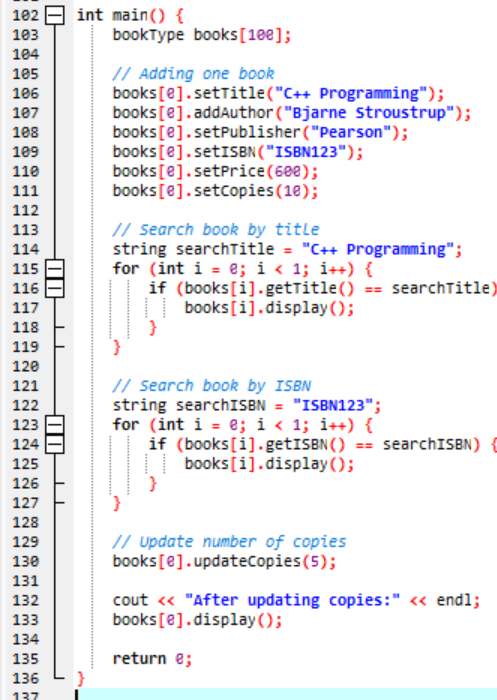 102 int main() {
103 bookType books[100];
104
105 // Adding one book
106 books[0].setTitle("C++ Programming");
107 books[0].addAuthor("Bjarne Stroustrup");
108 books[0].setPublisher("Pearson");
109 books[0].setISBN("ISBN123");
110 books[0].setPrice(600);
111 books[0].setCopies(10);
112
113 // Search book by title
114 string searchTitle = "C++ Programming";
115 for (int i = 0; i < 1; i++) {
116 if (books[i].getTitle() == searchTitle)
117 books[i].display();
118 }
119 }
120
121 // Search book by ISBN
122 string searchISBN = "ISBN123";
123 for (int i = 0; i < 1; i++) {
124 if (books[i].getISBN() == searchISBN) {
125 books[i].display();
126 }
127 }
128
129 // Update number of copies
130 books[0].updateCopies(5);
131
132 cout << "After updating copies:" << endl;
133 books[0].display();
134
135 return 0;
136 }
137